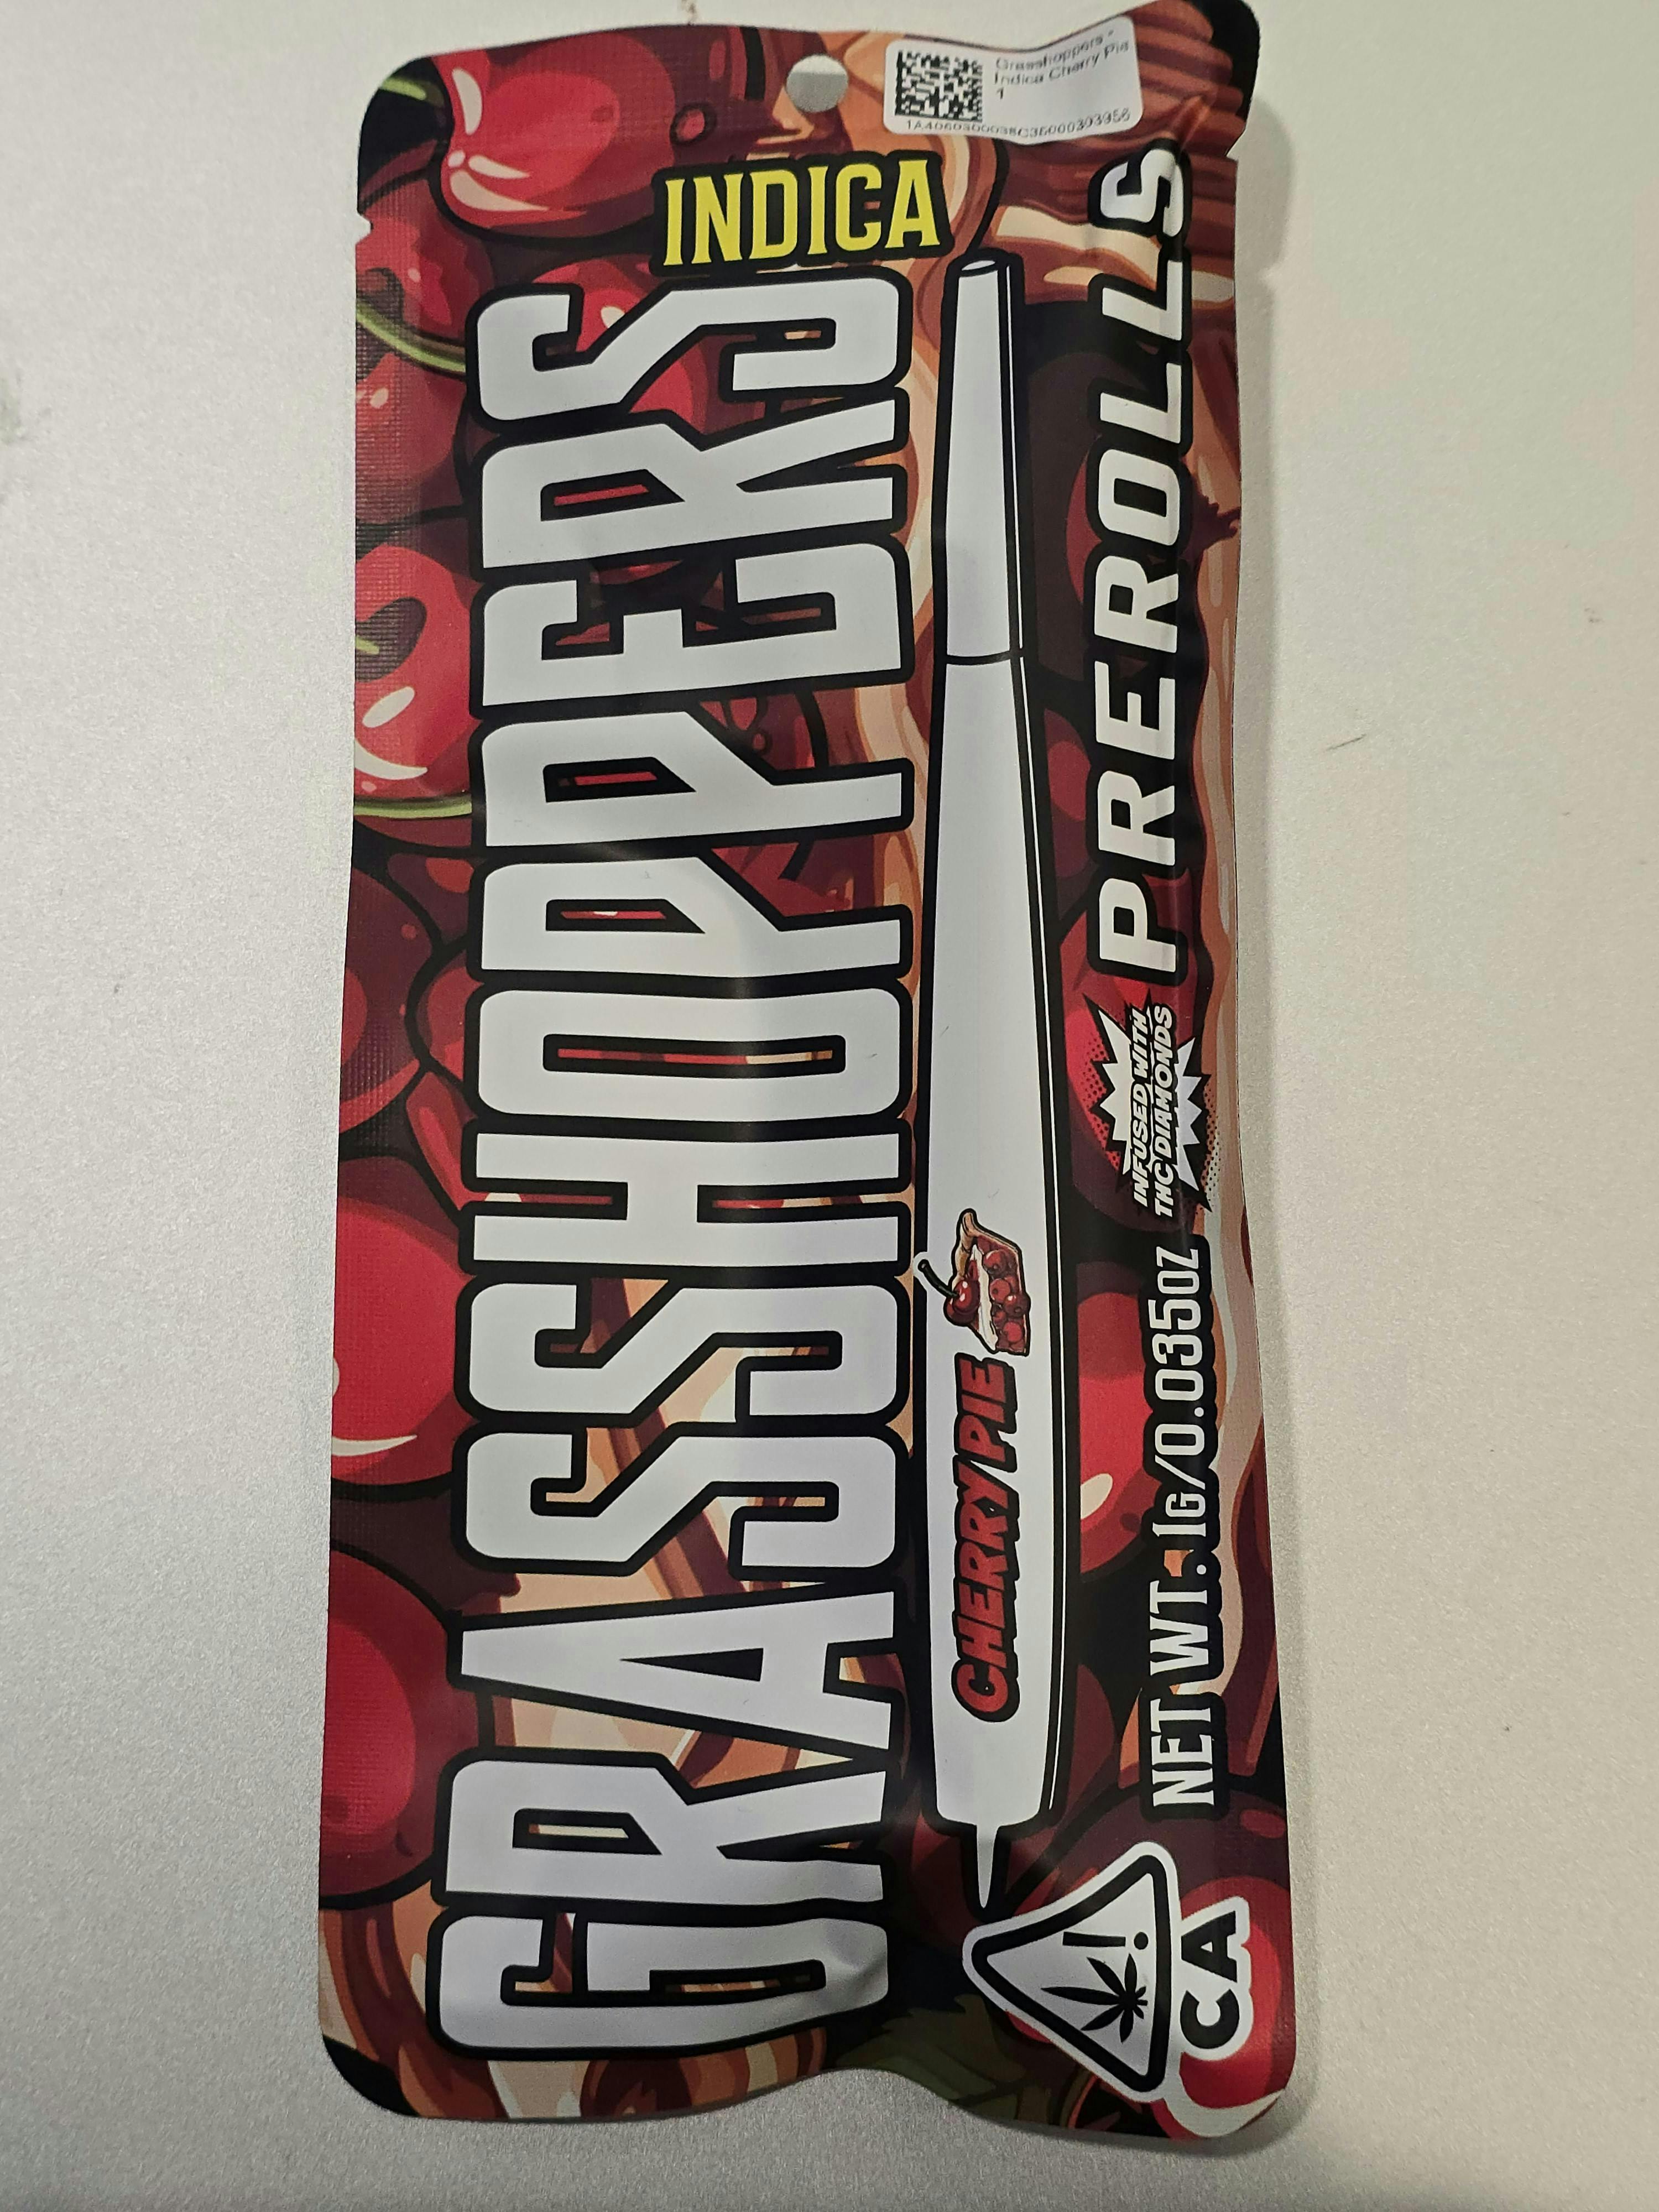 Grasshoppers -
Indica Cherry Pie
1
INDICA
GRASSHOPPERS
CHERRY PIE
PREROLLS
INFUSED WITH
THC DIAMONDS
NET WT. 1G/0.035OZ
!
CA